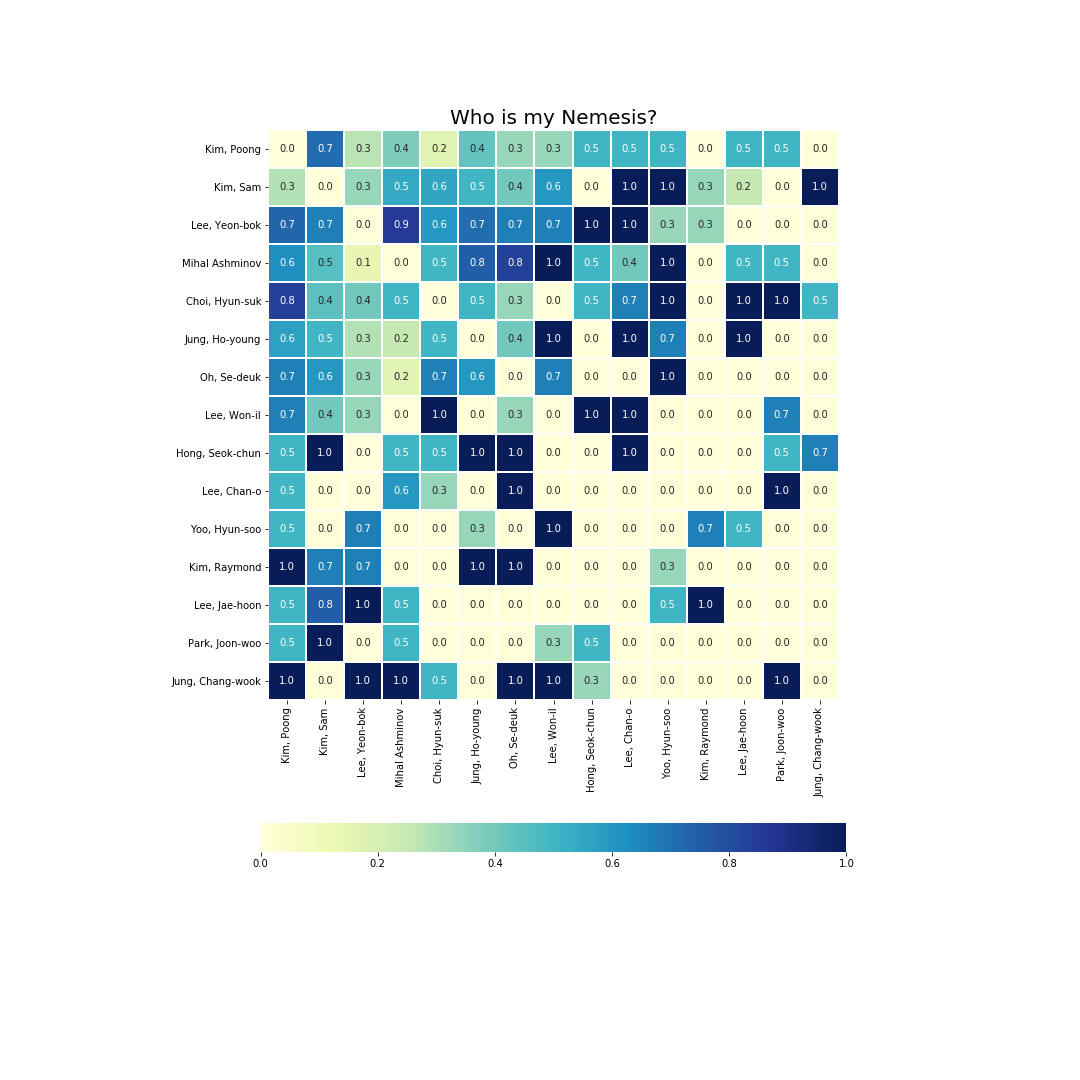 Who is my Nemesis?
Kim, Poong 0.0 0.7 0.3 0.4 0.2 0.4 0.3 0.3 0.5 0.5 0.5 0.0 0.5 0.5 0.0
Kim, Sam 0.3 0.0 0.3 0.5 0.6 0.5 0.4 0.6 0.0 1.0 1.0 0.3 0.2 0.0 1.0
Lee, Yeon-bok 0.7 0.7 0.0 0.9 0.6 0.7 0.7 0.7 1.0 1.0 0.3 0.3 0.0 0.0 0.0
Mihal Ashminov 0.6 0.5 0.1 0.0 0.5 0.8 0.8 1.0 0.5 0.4 1.0 0.0 0.5 0.5 0.0
Choi, Hyun-suk 0.8 0.4 0.4 0.5 0.0 0.5 0.3 0.0 0.5 0.7 1.0 0.0 1.0 1.0 0.5
Jung, Ho-young 0.6 0.5 0.3 0.2 0.5 0.0 0.4 1.0 0.0 1.0 0.7 0.0 1.0 0.0 0.0
Oh, Se-deuk 0.7 0.6 0.3 0.2 0.7 0.6 0.0 0.7 0.0 0.0 1.0 0.0 0.0 0.0 0.0
Lee, Won-il 0.7 0.4 0.3 0.0 1.0 0.0 0.3 0.0 1.0 1.0 0.0 0.0 0.0 0.7 0.0
Hong, Seok-chun 0.5 1.0 0.0 0.5 0.5 1.0 1.0 0.0 0.0 1.0 0.0 0.0 0.0 0.5 0.7
Lee, Chan-o 0.5 0.0 0.0 0.6 0.3 0.0 1.0 0.0 0.0 0.0 0.0 0.0 0.0 1.0 0.0
Yoo, Hyun-soo 0.5 0.0 0.7 0.0 0.0 0.3 0.0 1.0 0.0 0.0 0.0 0.7 0.5 0.0 0.0
Kim, Raymond 1.0 0.7 0.7 0.0 0.0 1.0 1.0 0.0 0.0 0.0 0.3 0.0 0.0 0.0 0.0
Lee, Jae-hoon 0.5 0.8 1.0 0.5 0.0 0.0 0.0 0.0 0.0 0.0 0.5 1.0 0.0 0.0 0.0
Park, Joon-woo 0.5 1.0 0.0 0.5 0.0 0.0 0.0 0.3 0.5 0.0 0.0 0.0 0.0 0.0 0.0
Jung, Chang-wook 1.0 0.0 1.0 1.0 0.5 0.0 1.0 1.0 0.3 0.0 0.0 0.0 0.0 1.0 0.0
Kim, Poong
Kim, Sam
Lee, Yeon-bok
Mihal Ashminov
Choi, Hyun-suk
Jung, Ho-young
Oh, Se-deuk
Lee, Won-il
Hong, Seok-chun
Lee, Chan-o
Yoo, Hyun-soo
Kim, Raymond
Lee, Jae-hoon
Park, Joon-woo
Jung, Chang-wook
0.0 0.2 0.4 0.6 0.8 1.0